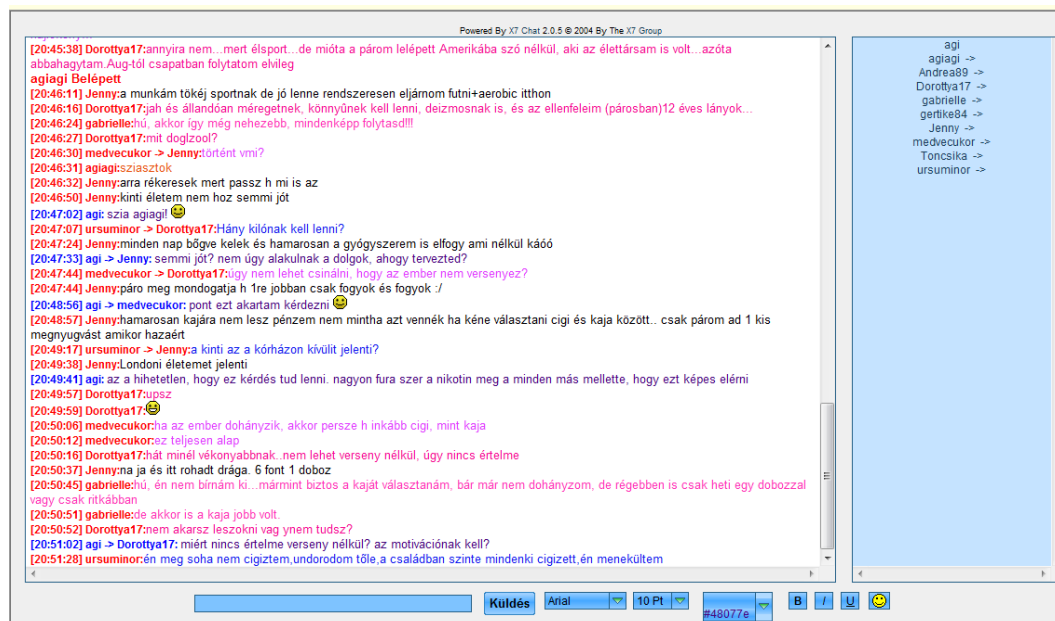 Powered By X7 Chat 2.0.5 © 2004 By The X7 Group
[20:45:38] Dorottya17:annyira nem...mert élsport...de mióta a párom lelépett Amerikába szó nélkül, aki az élettársam is volt...azóta
abbahagytam.Aug-tól csapatban folytatom elvileg
agiagi Belépett
[20:46:11] Jenny:a munkám tökéj sportnak de jó lenne rendszeresen eljárnom futni+aerobic itthon
[20:46:16] Dorottya17:jah és állandóan méregetnek, könnyûnek kell lenni, deizmosnak is, és az ellenfeleim (párosban)12 éves lányok...
[20:46:24] gabrielle:hú, akkor így még nehezebb, mindenképp folytasd!!!
[20:46:27] Dorottya17:mit doglzool?
[20:46:30] medvecukor -> Jenny:történt vmi?
[20:46:31] agiagi:sziasztok
[20:46:32] Jenny:arra rékeresek mert passz h mi is az
[20:46:50] Jenny:kinti életem nem hoz semmi jót
[20:47:02] agi: szia agiagi!
[20:47:07] ursuminor -> Dorottya17:Hány kilónak kell lenni?
[20:47:24] Jenny:minden nap bõgve kelek és hamarosan a gyógyszerem is elfogy ami nélkül káóó
[20:47:33] agi -> Jenny: semmi jót? nem úgy alakulnak a dolgok, ahogy tervezted?
[20:47:44] medvecukor -> Dorottya17:úgy nem lehet csinálni, hogy az ember nem versenyez?
[20:47:44] Jenny:páro meg mondogatja h 1re jobban csak fogyok és fogyok :/
[20:48:56] agi -> medvecukor: pont ezt akartam kérdezni
[20:48:57] Jenny:hamarosan kajára nem lesz pénzem nem mintha azt vennék ha kéne választani cigi és kaja között.. csak párom ad 1 kis
megnyugvást amikor hazaért
[20:49:17] ursuminor -> Jenny:a kinti az a kórházon kívülit jelenti?
[20:49:38] Jenny:Londoni életemet jelenti
[20:49:41] agi: az a hihetetlen, hogy ez kérdés tud lenni. nagyon fura szer a nikotin meg a minden más mellette, hogy ezt képes elérni
[20:49:57] Dorottya17:upsz
[20:49:59] Dorottya17:
[20:50:06] medvecukor:ha az ember dohányzik, akkor persze h inkább cigi, mint kaja
[20:50:12] medvecukor:ez teljesen alap
[20:50:16] Dorottya17:hát minél vékonyabbnak..nem lehet verseny nélkül, úgy nincs értelme
[20:50:37] Jenny:na ja és itt rohadt drága. 6 font 1 doboz
[20:50:45] gabrielle:hú, én nem bírnám ki...mármint biztos a kaját választanám, bár már nem dohányzom, de régebben is csak heti egy dobozzal
vagy csak ritkábban
[20:50:51] gabrielle:de akkor is a kaja jobb volt.
[20:50:52] Dorottya17:nem akarsz leszokni vag ynem tudsz?
[20:51:02] agi -> Dorottya17: miért nincs értelme verseny nélkül? az motivációnak kell?
[20:51:28] ursuminor:én meg soha nem cigiztem,undorodom tõle,a családban szinte mindenki cigizett,én menekültem
agi
agiagi ->
Andrea89 ->
Dorottya17 ->
gabrielle ->
gertike84 ->
Jenny ->
medvecukor ->
Toncsika ->
ursuminor ->
Küldés Arial 10 Pt #48077e B I U